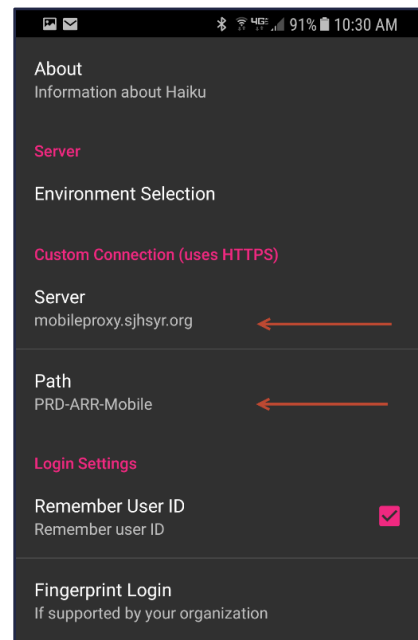 4GE 91% 10:30 AM
About
Information about Haiku
Server
Environment Selection
Custom Connection (uses HTTPS)
Server
mobileproxy.sjhsyr.org
Path
PRD-ARR-Mobile
Login Settings
Remember User ID
Remember user ID
Fingerprint Login
If supported by your organization